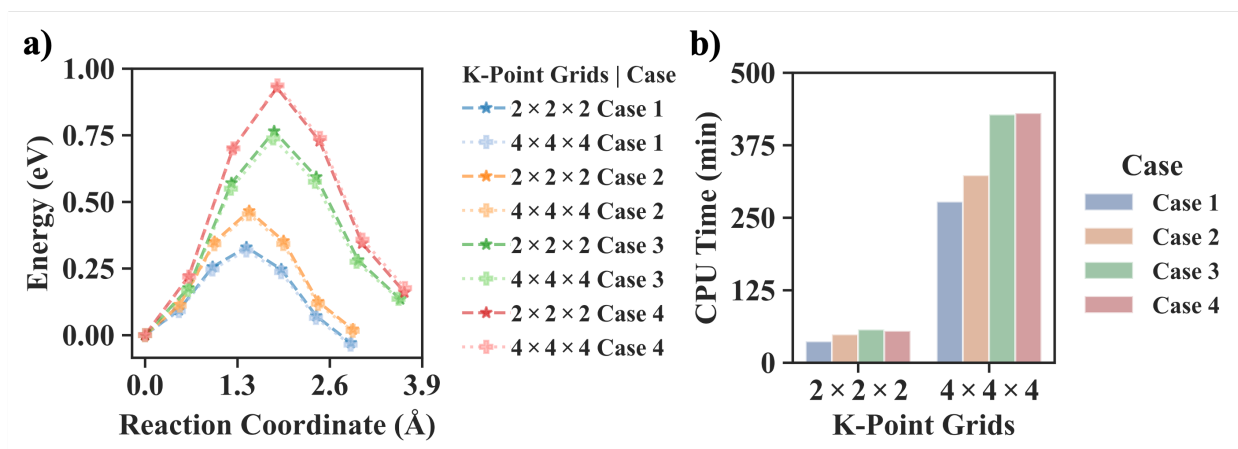 a)
Energy (eV)
1.00
0.75
0.50
0.25
0.00
0.0 1.3 2.6 3.9
Reaction Coordinate (Å)
K-Point Grids | Case
2 × 2 × 2 Case 1
4 × 4 × 4 Case 1
2 × 2 × 2 Case 2
4 × 4 × 4 Case 2
2 × 2 × 2 Case 3
4 × 4 × 4 Case 3
2 × 2 × 2 Case 4
4 × 4 × 4 Case 4
b)
CPU Time (min)
500
375
250
125
0
2 × 2 × 2 4 × 4 × 4
K-Point Grids
Case
Case 1
Case 2
Case 3
Case 4